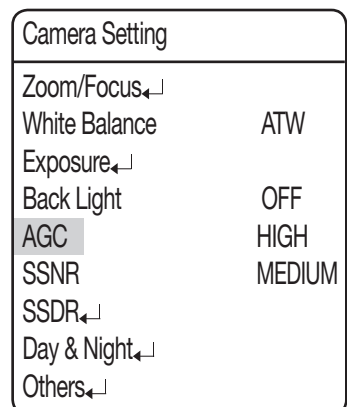 Camera Setting
Zoom/Focus↵
White Balance ATW
Exposure↵
Back Light OFF
AGC HIGH
SSNR MEDIUM
SSDR↵
Day & Night↵
Others↵